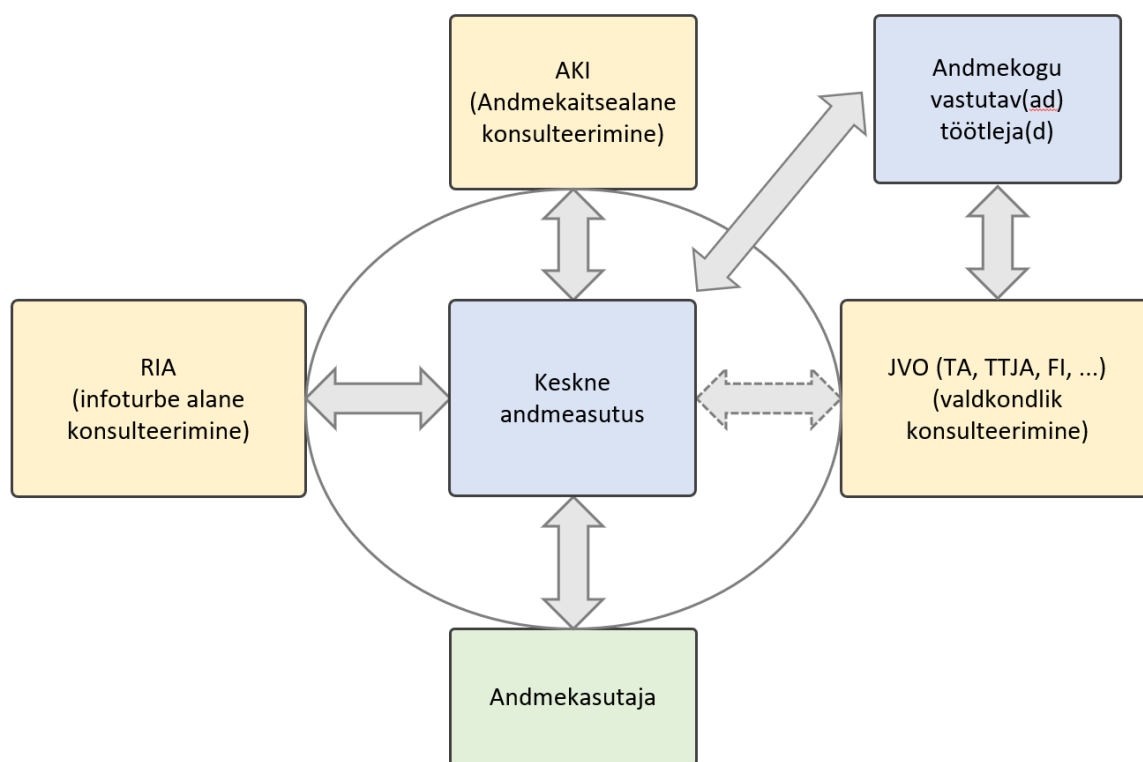 AKI
(Andmekaitsealane
konsulteerimine)
Andmekogu
vastutav(ad)
töötleja(d)
RIA
(infoturbe alane
konsulteerimine)
Keskne
andmeasutus
JVO (TA, TTJA, FI, ...)
(valdkondlik
konsulteerimine)
Andmekasutaja